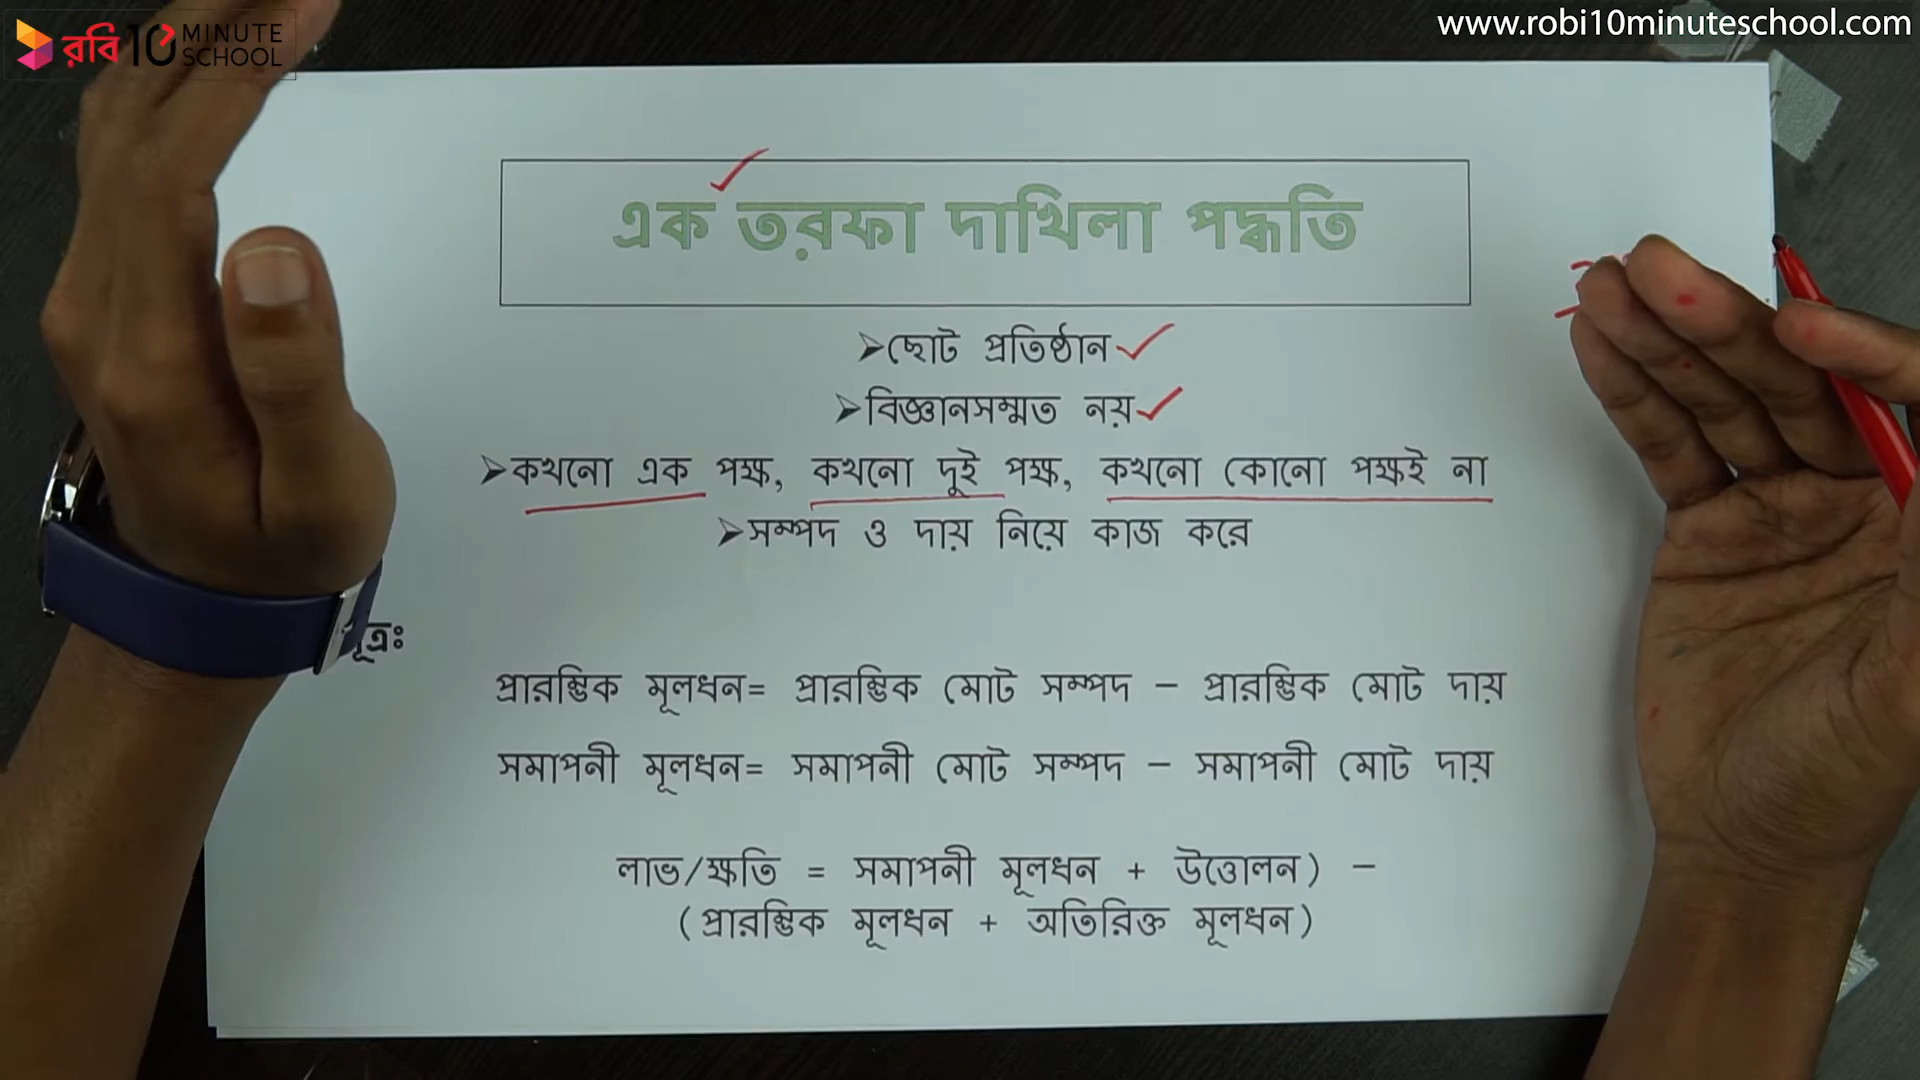 রবি 10 MINUTE SCHOOL
www.robi10minuteschool.com
এক তরফা দাখিলা পদ্ধতি
➢ছোট প্রতিষ্ঠান
➢বিজ্ঞানসম্মত নয়
➢কখনো এক পক্ষ, কখনো দুই পক্ষ, কখনো কোনো পক্ষই না
➢সম্পদ ও দায় নিয়ে কাজ করে
প্রারম্ভিক মূলধন= প্রারম্ভিক মোট সম্পদ – প্রারম্ভিক মোট দায়
সমাপনী মূলধন= সমাপনী মোট সম্পদ – সমাপনী মোট দায়
লাভ/ক্ষতি = সমাপনী মূলধন + উত্তোলন) –
(প্রারম্ভিক মূলধন + অতিরিক্ত মূলধন)